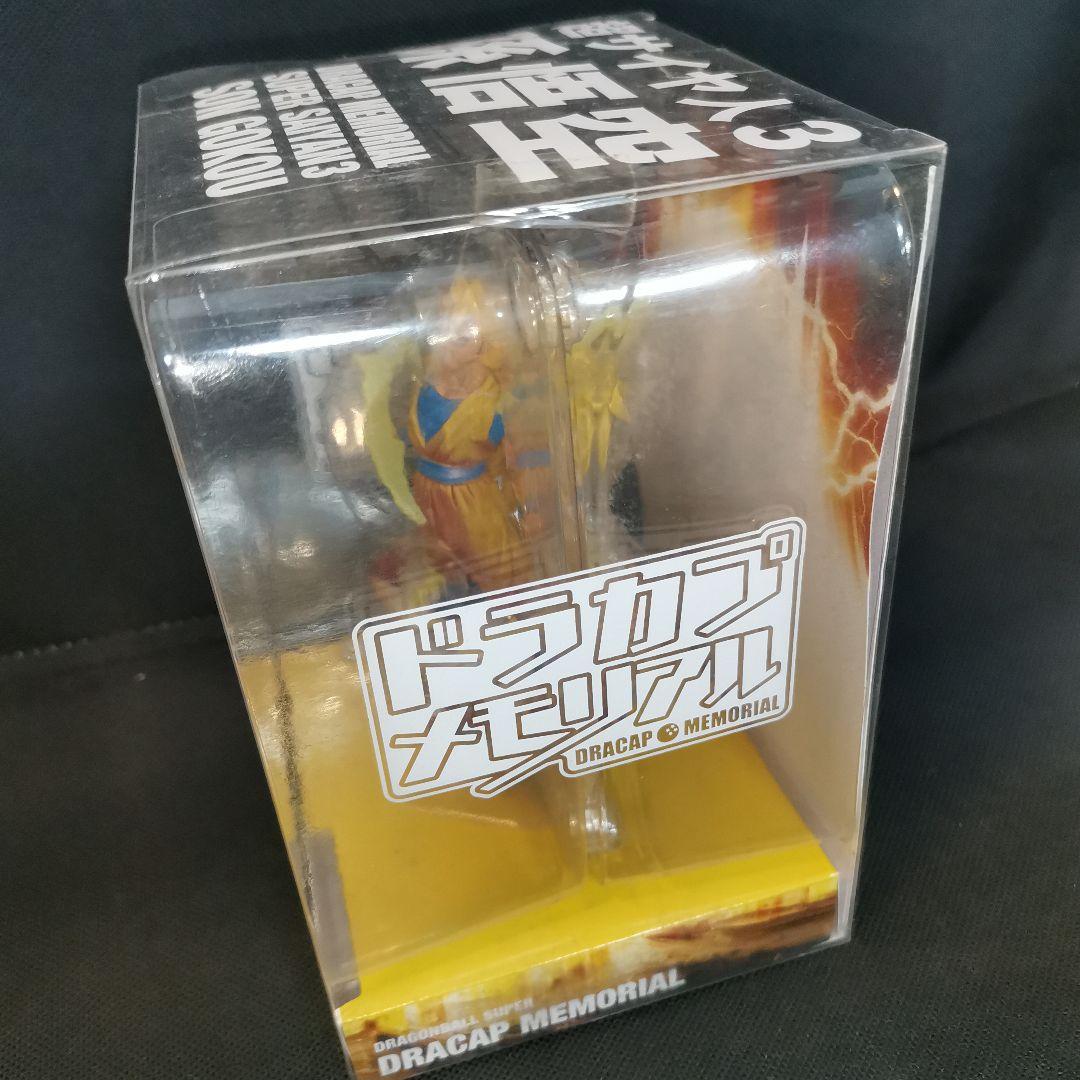 超サイヤ人3
孫悟空
DRACAP MEMORIAL
SUPER SAIYAN 3
SON GOKOU
ドラカプ
メモリアル
DRACAP MEMORIAL
DRAGONBALL SUPER
DRACAP MEMORIAL